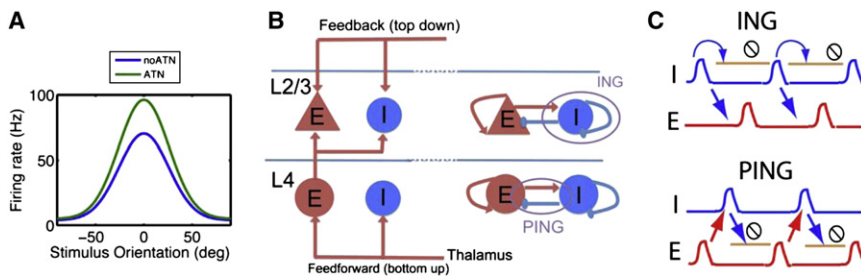 A
noATN
ATN
Firing rate (Hz)
100
50
0
-50
0
50
Stimulus Orientation (deg)
B
Feedback (top down)
L2/3
E
I
ING
E
I
L4
E
I
E
I
PING
Thalamus
Feedforward (bottom up)
C
ING
I
E
PING
I
E